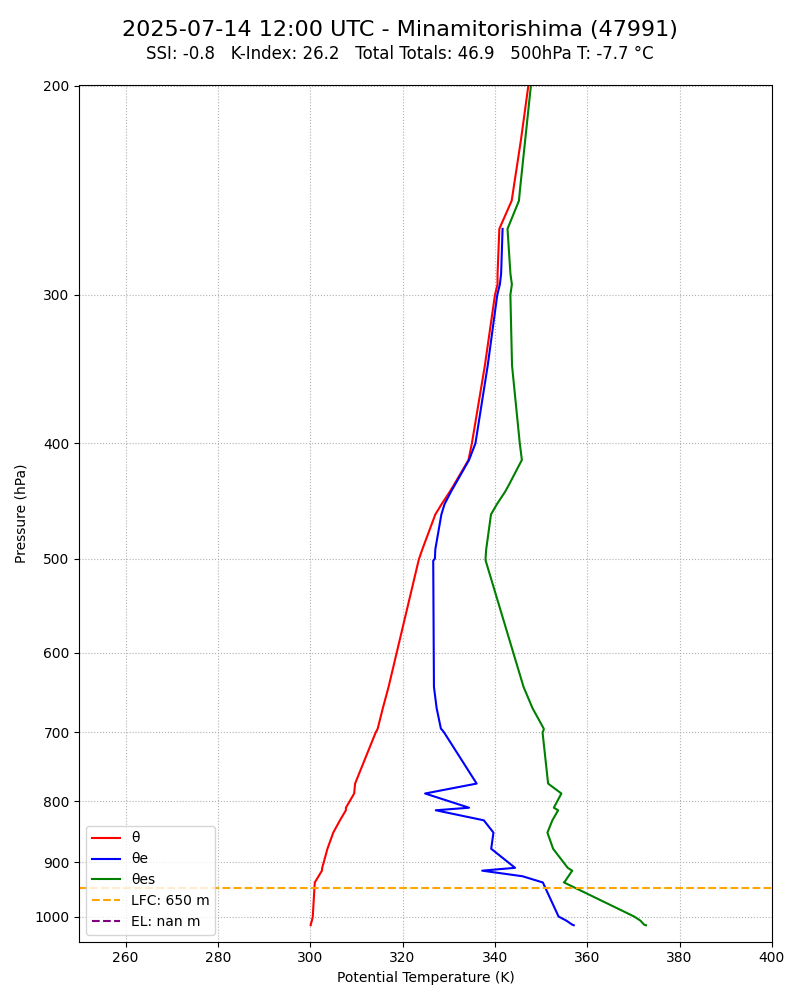 2025-07-14 12:00 UTC - Minamitorishima (47991)
SSI: -0.8   K-Index: 26.2   Total Totals: 46.9   500hPa T: -7.7 °C
200
300
400
500
600
700
800
900
1000
Pressure (hPa)
θ
θe
θes
LFC: 650 m
EL: nan m
260 280 300 320 340 360 380 400
Potential Temperature (K)